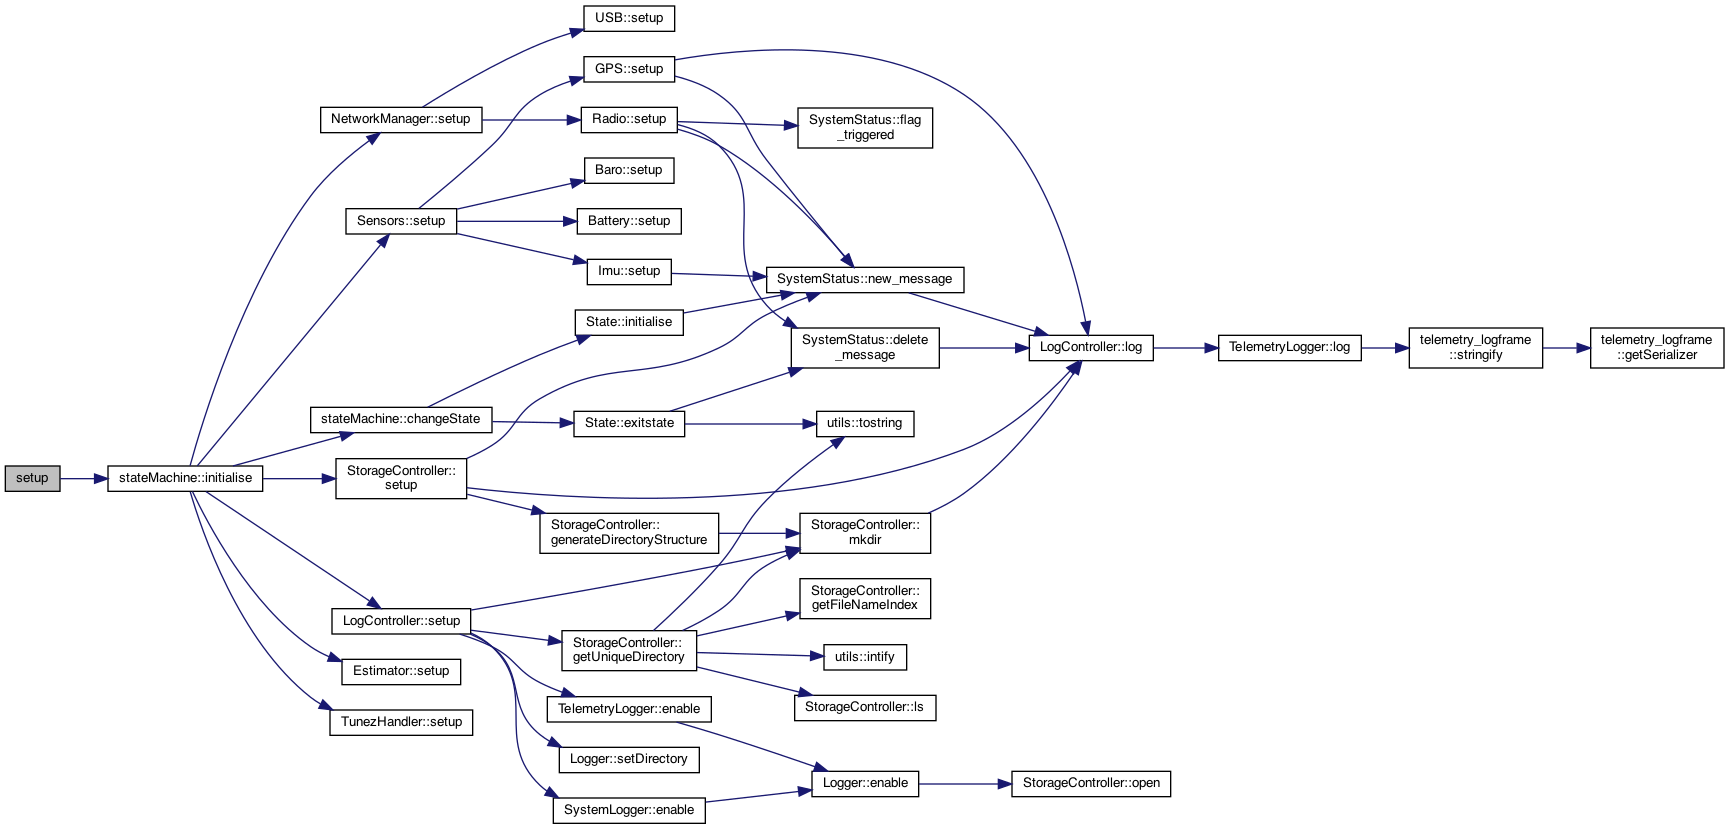 USB::setup
GPS::setup
NetworkManager::setup
Radio::setup
SystemStatus::flag
_triggered
Baro::setup
Sensors::setup
Battery::setup
Imu::setup
SystemStatus::new_message
State::initialise
SystemStatus::delete
_message
LogController::log
TelemetryLogger::log
telemetry_logframe
::stringify
telemetry_logframe
::getSerializer
stateMachine::changeState
State::exitstate
utils::tostring
setup
stateMachine::initialise
StorageController::
setup
StorageController::
generateDirectoryStructure
StorageController::
mkdir
StorageController::
getFileNameIndex
LogController::setup
StorageController::
getUniqueDirectory
utils::intify
Estimator::setup
StorageController::ls
TelemetryLogger::enable
TunezHandler::setup
Logger::setDirectory
Logger::enable
StorageController::open
SystemLogger::enable